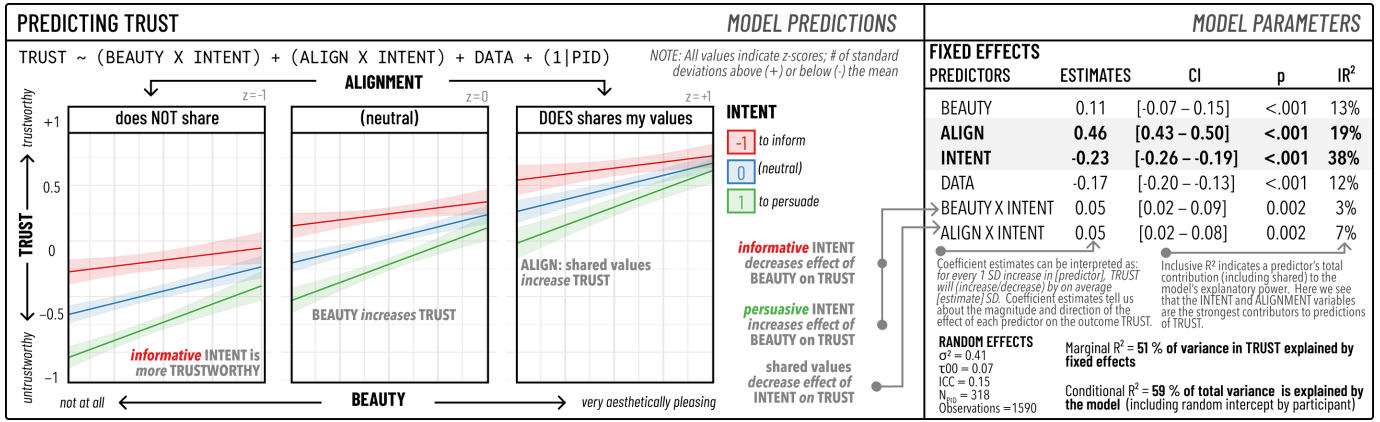 PREDICTING TRUST
MODEL PREDICTIONS
TRUST ~ (BEAUTY X INTENT) + (ALIGN X INTENT) + DATA + (1|PID)
NOTE: All values indicate z-scores; # of standard
deviations above (+) or below (-) the mean
ALIGNMENT
z=-1
z=0
z=+1
does NOT share
(neutral)
DOES shares my values
trustworthy
TRUST
untrustworthy
+1
0.5
0
-0.5
-1
informative INTENT is
more TRUSTWORTHY
BEAUTY increases TRUST
ALIGN: shared values
increase TRUST
not at all
BEAUTY
very aesthetically pleasing
INTENT
-1 to inform
0 (neutral)
1 to persuade
informative INTENT
decreases effect of
BEAUTY on TRUST
persuasive INTENT
increases effect of
BEAUTY on TRUST
shared values
decrease effect of
INTENT on TRUST
MODEL PARAMETERS
FIXED EFFECTS
PREDICTORS ESTIMATES CI p IR²
BEAUTY 0.11 [-0.07 – 0.15] <.001 13%
ALIGN 0.46 [0.43 – 0.50] <.001 19%
INTENT -0.23 [-0.26 – -0.19] <.001 38%
DATA -0.17 [-0.20 – -0.13] <.001 12%
BEAUTY X INTENT 0.05 [0.02 – 0.09] 0.002 3%
ALIGN X INTENT 0.05 [0.02 – 0.08] 0.002 7%
Coefficient estimates can be interpreted as:
for every 1 SD increase in [predictor], TRUST
will (increase/decrease) by on average
[estimate] SD. Coefficient estimates tell us
about the magnitude and direction of the
effect of each predictor on the outcome TRUST.
Inclusive R² indicates a predictor's total
contribution (including shared) to the
model's explanatory power. Here we see
that the INTENT and ALIGNMENT variables
are the strongest contributors to predictions
of TRUST.
RANDOM EFFECTS
σ² = 0.41
τ00 = 0.07
ICC = 0.15
N PID = 318
Observations =1590
Marginal R² = 51 % of variance in TRUST explained by
fixed effects
Conditional R² = 59 % of total variance is explained by
the model (including random intercept by participant)